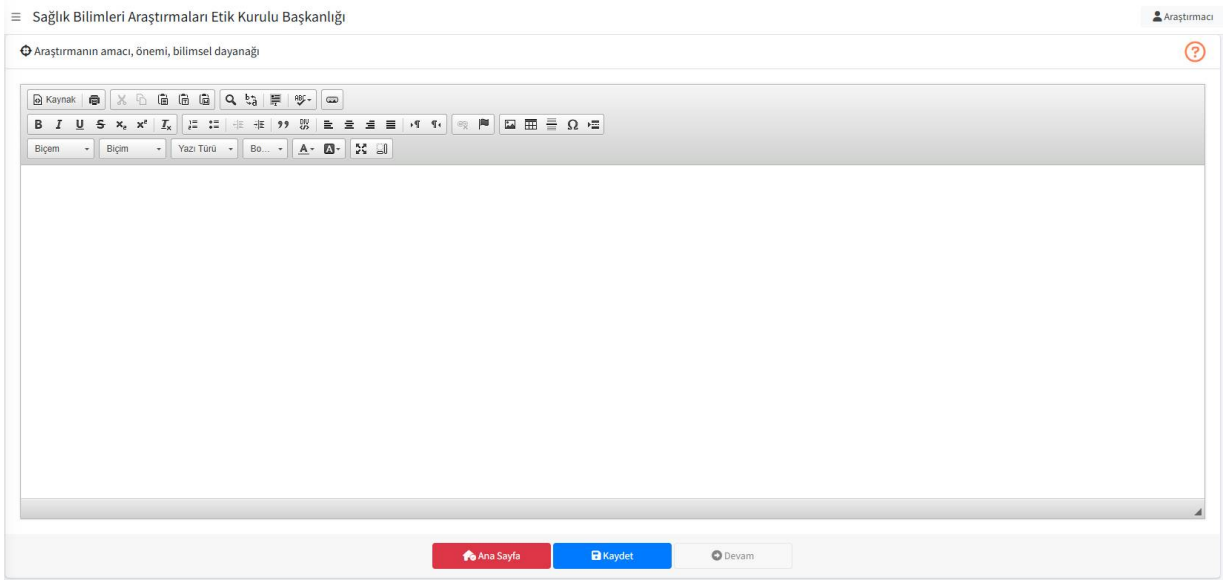 Sağlık Bilimleri Araştırmaları Etik Kurulu Başkanlığı
Araştırmacı
Araştırmanın amacı, önemi, bilimsel dayanağı
Kaynak
Biçem
Biçim
Yazı Türü
Bo...
Ana Sayfa
Kaydet
Devam